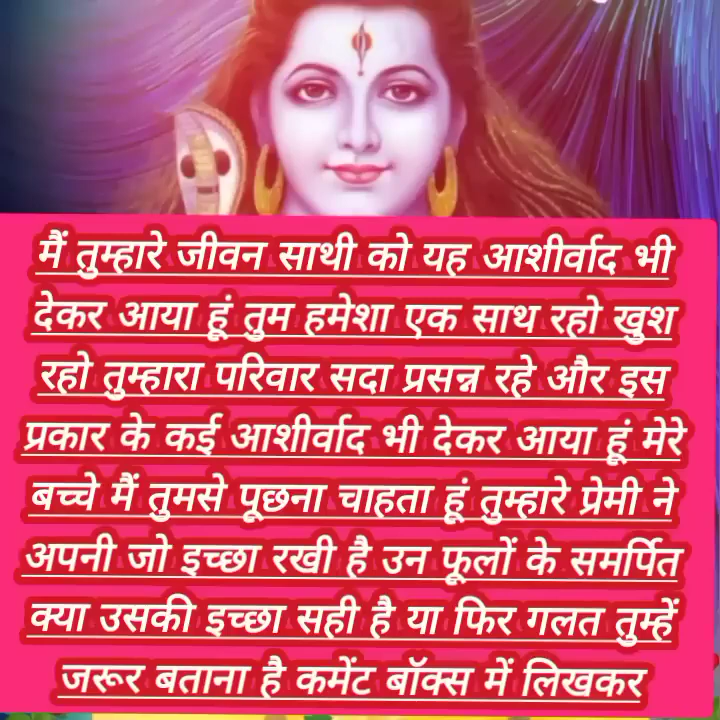 मैं तुम्हारे जीवन साथी को यह आशीर्वाद भी
देकर आया हूं तुम हमेशा एक साथ रहो खुश
रहो तुम्हारा परिवार सदा प्रसन्न रहे और इस
प्रकार के कई आशीर्वाद भी देकर आया हूं मेरे
बच्चे मैं तुमसे पूछना चाहता हूं तुम्हारे प्रेमी ने
अपनी जो इच्छा रखी है उन फूलों के समर्पित
क्या उसकी इच्छा सही है या फिर गलत तुम्हें
जरूर बताना है कमेंट बॉक्स में लिखकर